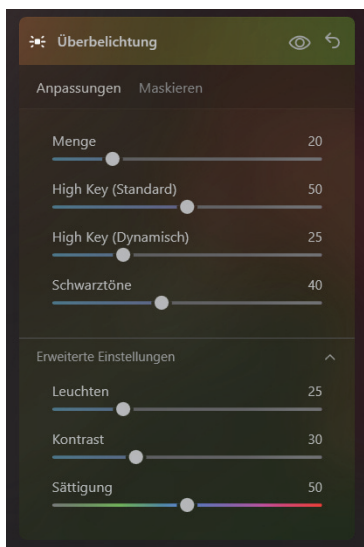 Überbelichtung
Anpassungen Maskieren
Menge 20
High Key (Standard) 50
High Key (Dynamisch) 25
Schwarztöne 40
Erweiterte Einstellungen
Leuchten 25
Kontrast 30
Sättigung 50